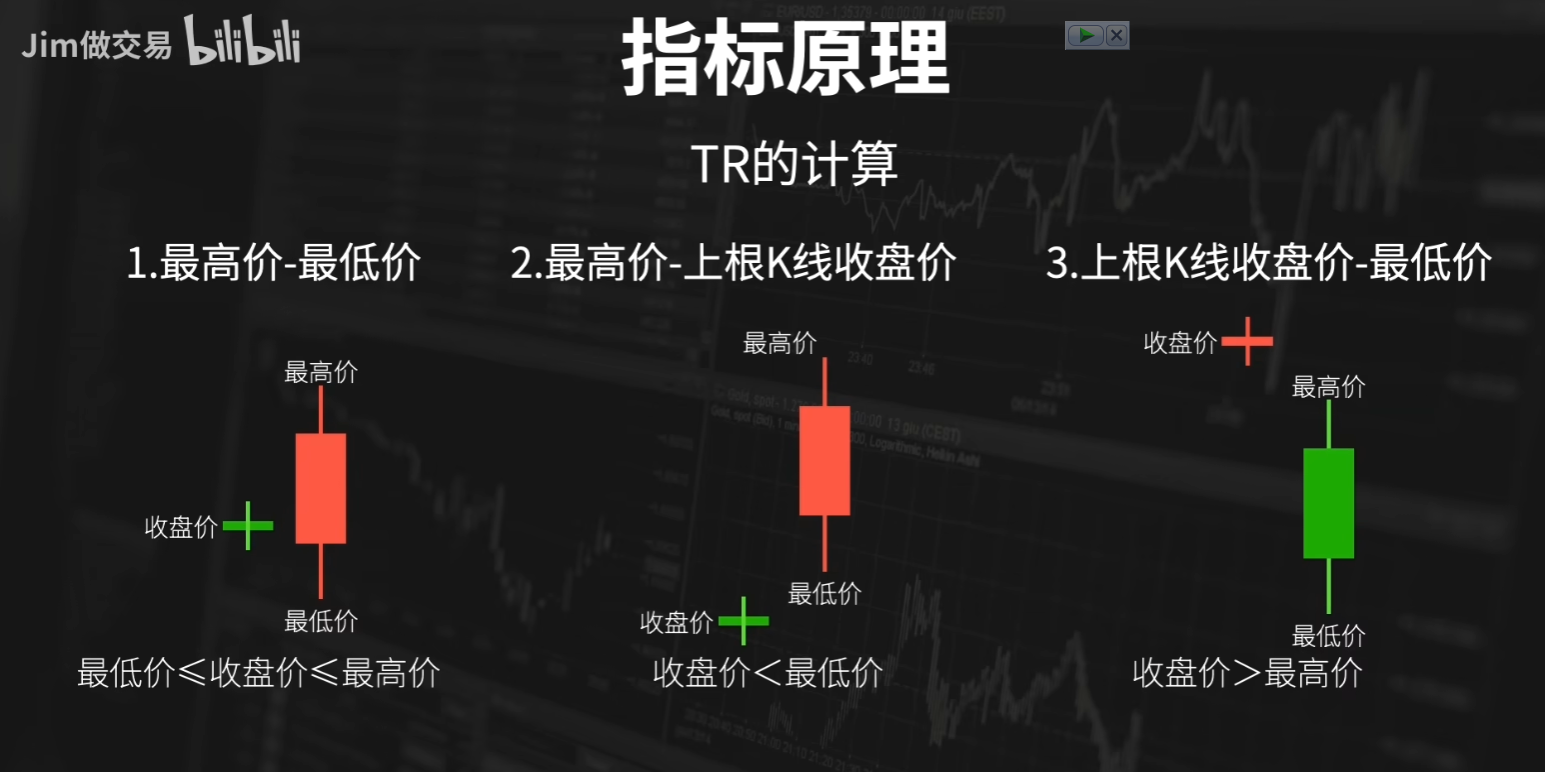 Jim做交易 bilibili
指标原理
TR的计算
1.最高价-最低价
2.最高价-上根K线收盘价
3.上根K线收盘价-最低价
最高价
收盘价
最低价
最低价≤收盘价≤最高价
最高价
最低价
收盘价
收盘价＜最低价
收盘价
最高价
最低价
收盘价＞最高价